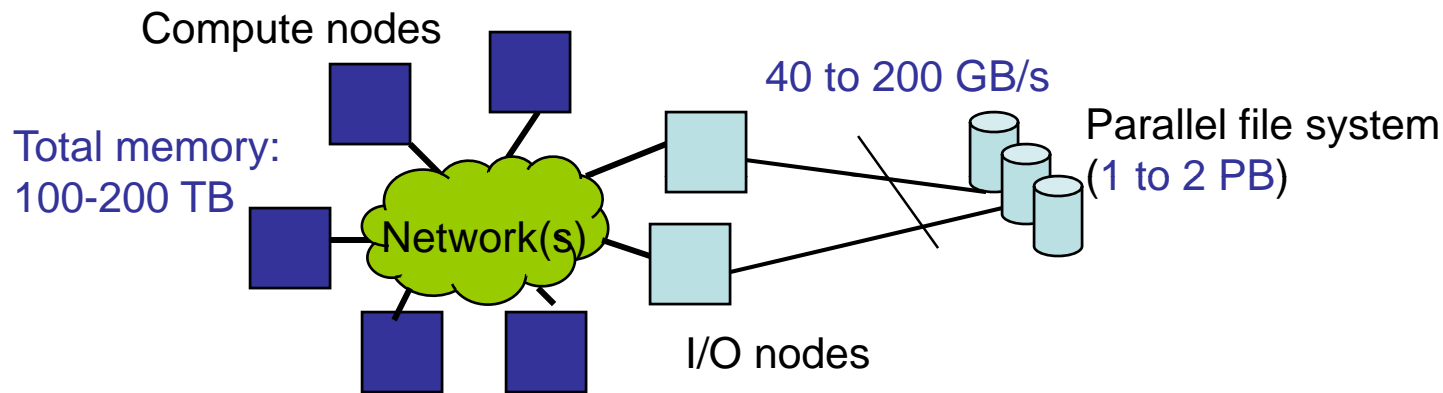 Compute nodes
40 to 200 GB/s
Parallel file system
(1 to 2 PB)
Total memory:
100-200 TB
Network(s)
I/O nodes